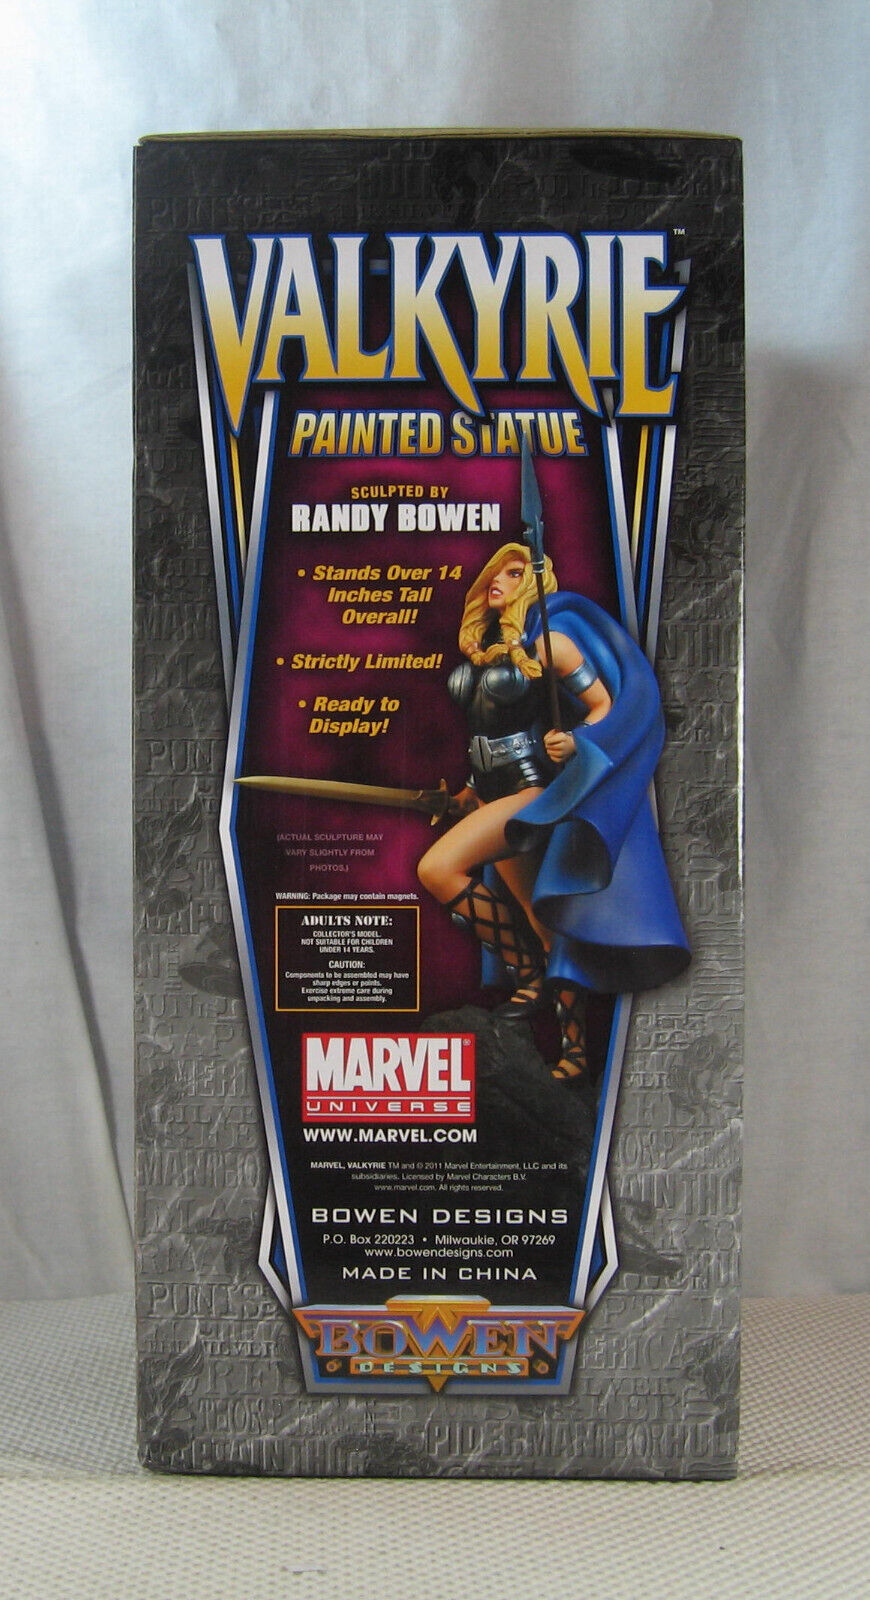 VALKYRIE™
PAINTED STATUE
SCULPTED BY
RANDY BOWEN
• Stands Over 14
Inches Tall
Overall!
• Strictly Limited!
• Ready to
Display!
(ACTUAL SCULPTURE MAY
VARY SLIGHTLY FROM
PHOTOS.)
WARNING: Package may contain magnets.
ADULTS NOTE:
COLLECTOR'S MODEL.
NOT SUITABLE FOR CHILDREN
UNDER 14 YEARS.
CAUTION:
Components to be assembled may have
sharp edges or points.
Exercise extreme care during
unpacking and assembly.
MARVEL®
UNIVERSE
WWW.MARVEL.COM
MARVEL, VALKYRIE TM and © 2011 Marvel Entertainment, LLC and its
subsidiaries. Licensed by Marvel Characters B.V.
www.marvel.com. All rights reserved.
BOWEN DESIGNS
P.O. Box 220223 • Milwaukie, OR 97269
www.bowendesigns.com
MADE IN CHINA
BOWEN
DESIGNS
SPIDERMAN THOR HUL